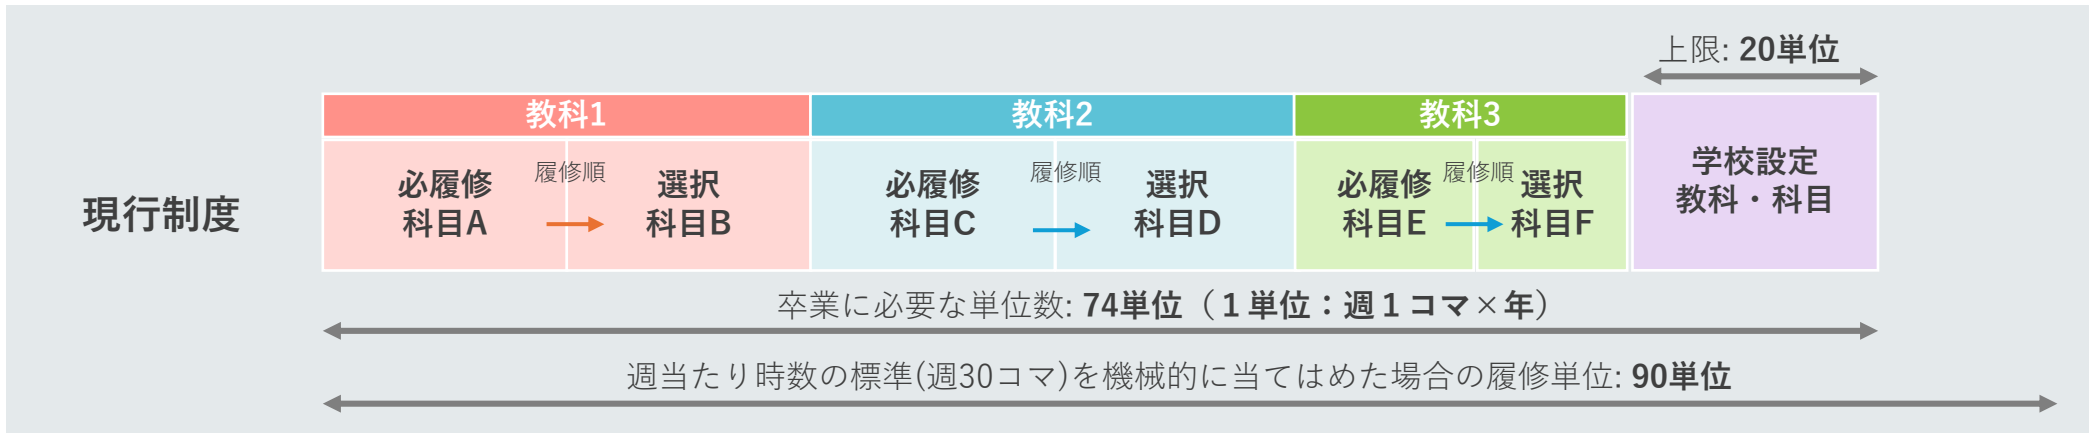 上限: 20単位
教科1
教科2
教科3
学校設定
教科・科目
現行制度
必履修
科目A
履修順
選択
科目B
必履修
科目C
履修順
選択
科目D
必履修
科目E
履修順
選択
科目F
卒業に必要な単位数: 74単位（１単位：週１コマ×年）
週当たり時数の標準(週30コマ)を機械的に当てはめた場合の履修単位: 90単位